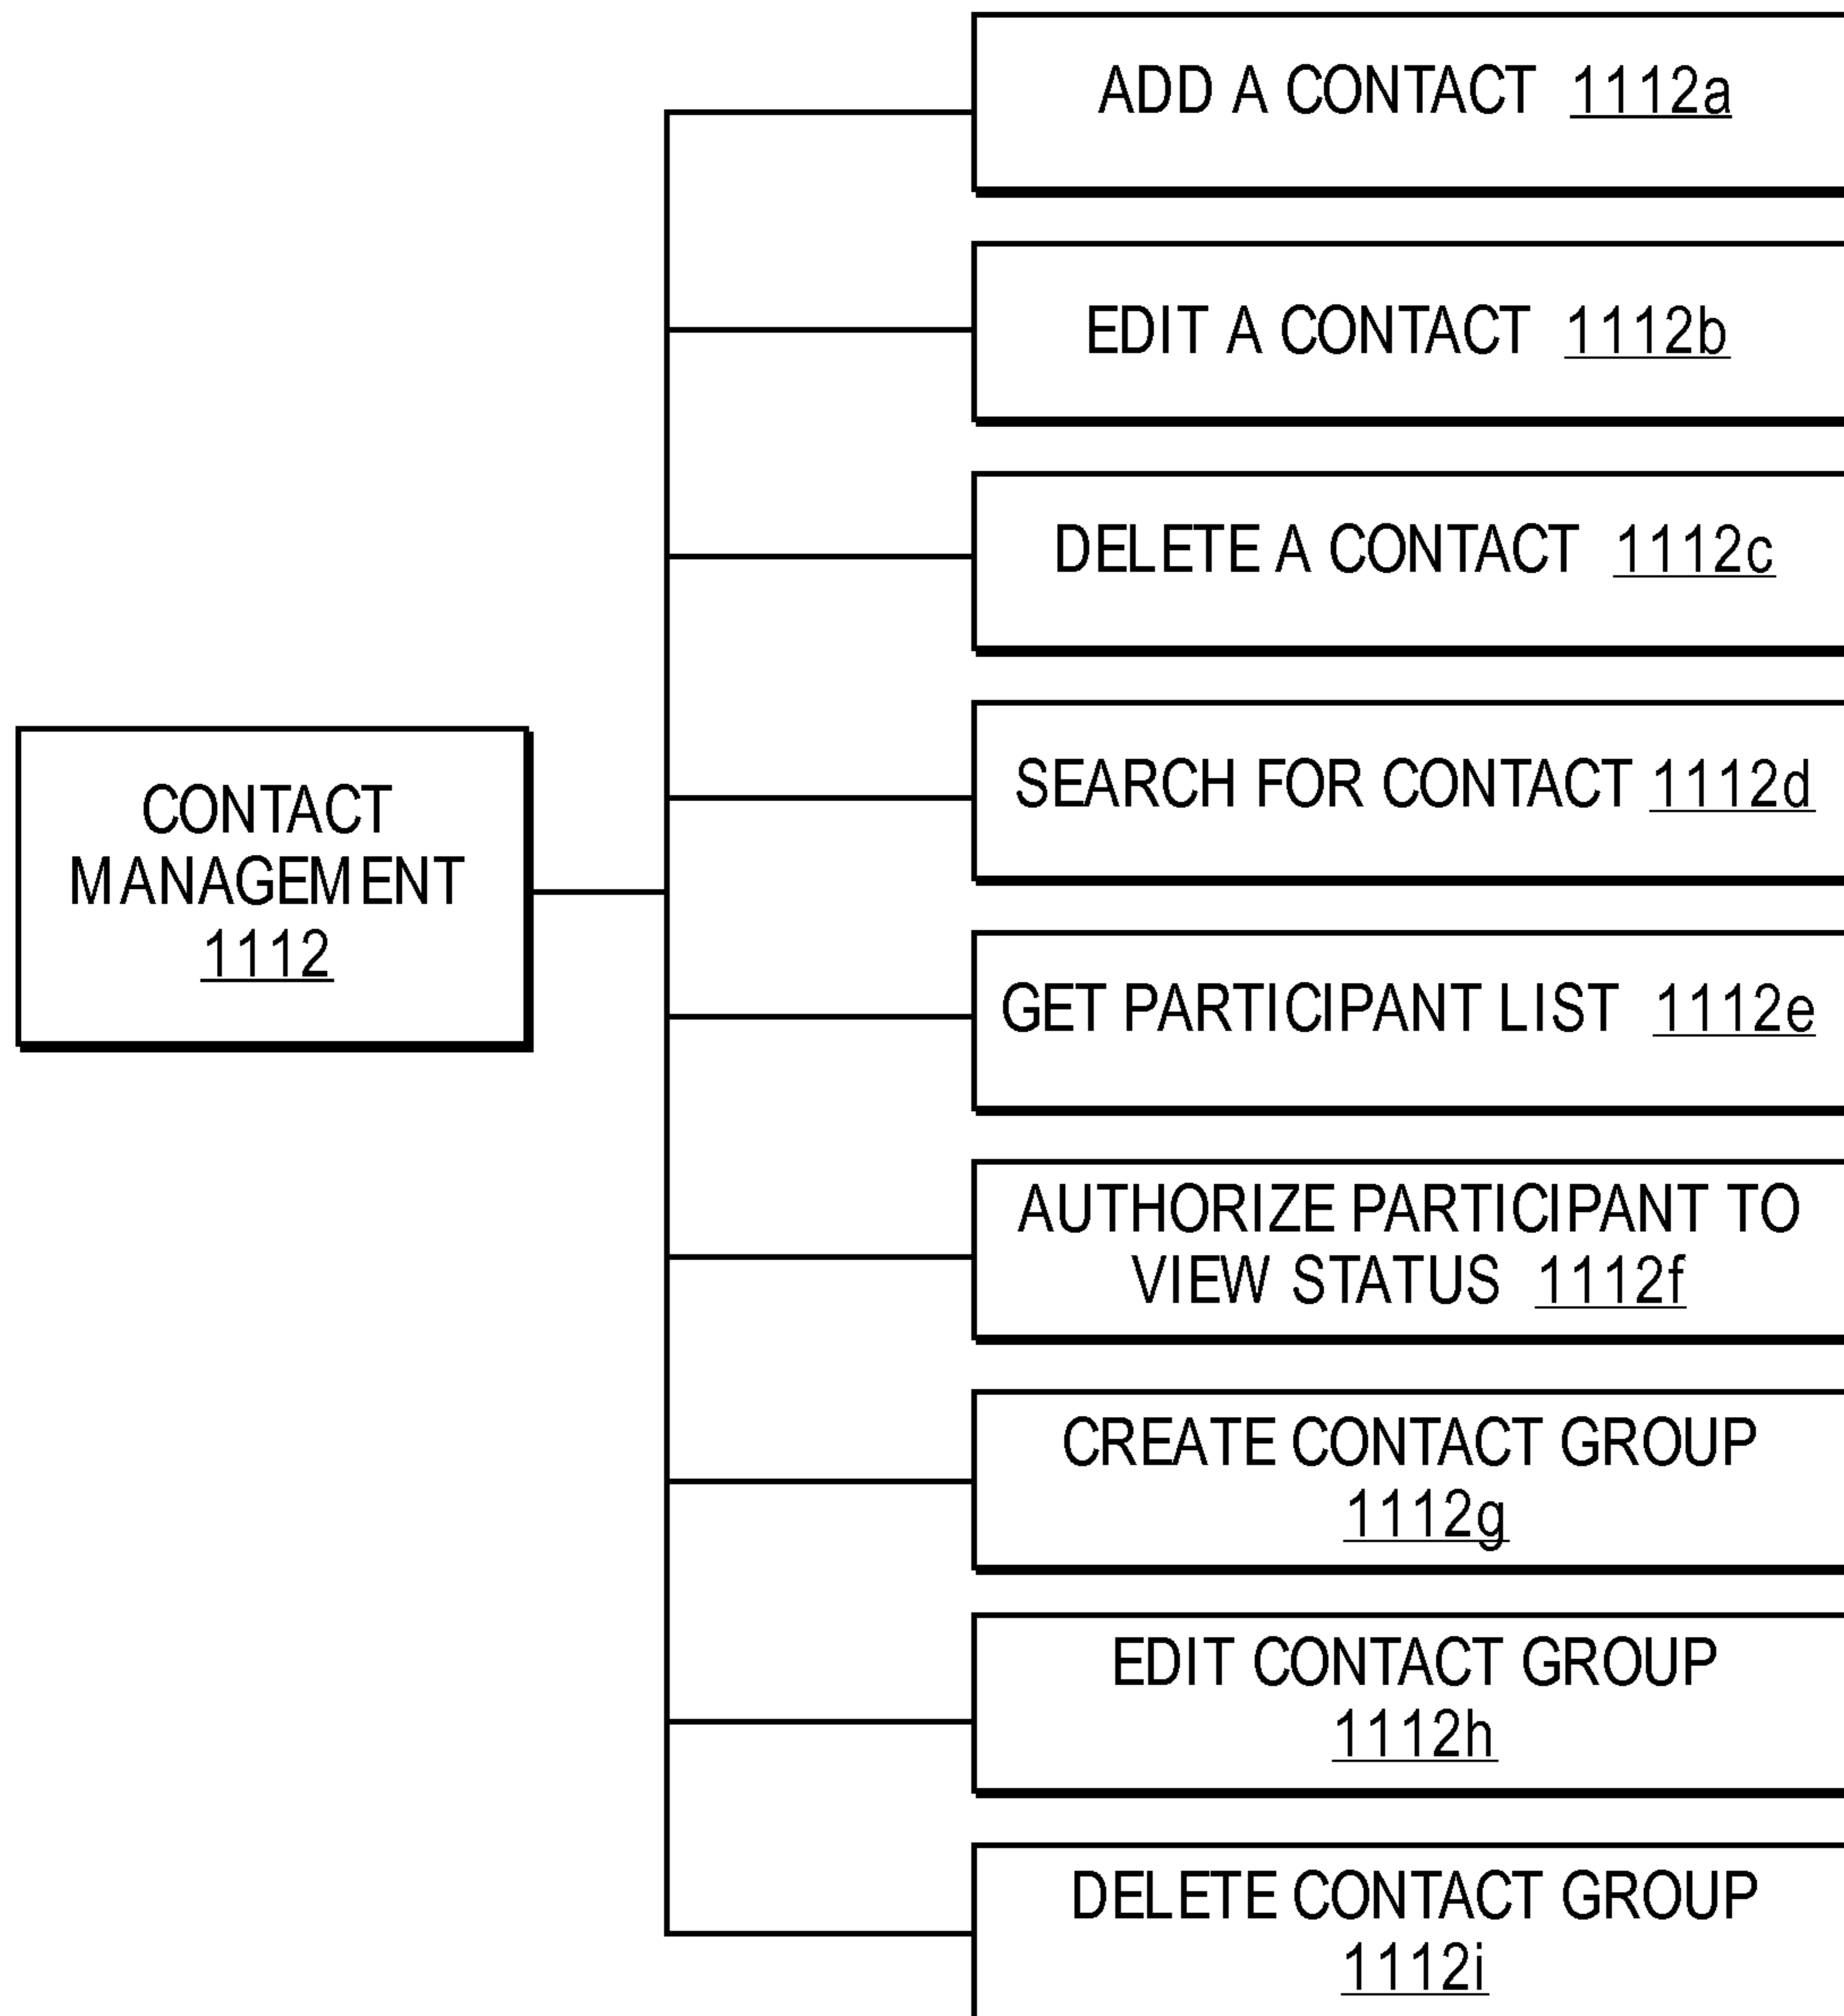 ADD A CONTACT 1112a
EDIT A CONTACT 1112b
DELETE A CONTACT 1112c
SEARCH FOR CONTACT 1112d
CONTACT
MANAGEMENT
1112
GET PARTICIPANT LIST 1112e
AUTHORIZE PARTICIPANT TO
VIEW STATUS 1112f
CREATE CONTACT GROUP
1112g
EDIT CONTACT GROUP
1112h
DELETE CONTACT GROUP
1112i